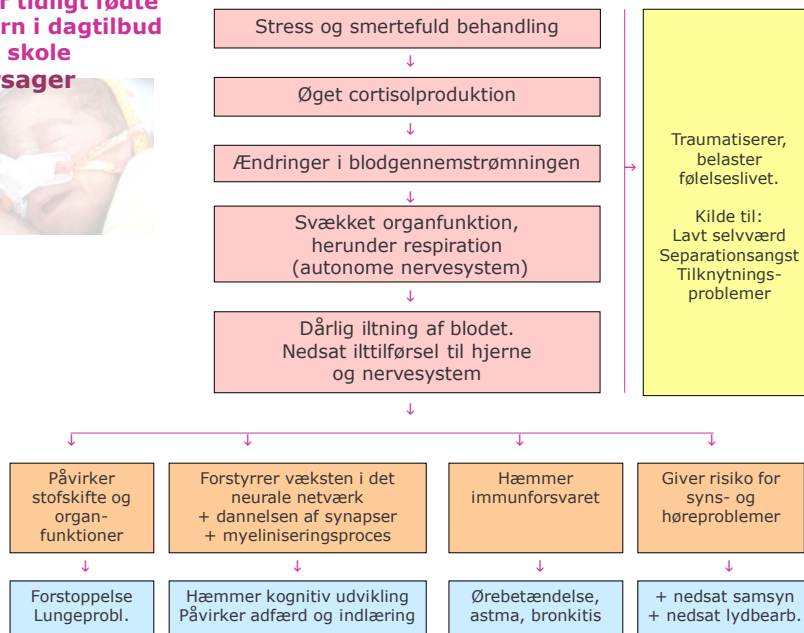 tidligt fødte
rn i dagtilbud
skole
rsager
Stress og smertefuld behandling
↓
Øget cortisolproduktion
↓
Ændringer i blodgennemstrømningen
↓
Svækket organfunktion,
herunder respiration
(autonome nervesystem)
↓
Dårlig iltning af blodet.
Nedsat ilttilførsel til hjerne
og nervesystem
↓
→
Traumatiserer,
belaster
følelseslivet.
Kilde til:
Lavt selvværd
Separationsangst
Tilknytnings-
problemer
↓ ↓ ↓ ↓
Påvirker
stofskifte og
organ-
funktioner
Forstyrrer væksten i det
neurale netværk
+ dannelsen af synapser
+ myeliniseringsproces
Hæmmer
immunforsvaret
Giver risiko for
syns- og
høreproblemer
↓ ↓ ↓ ↓
Forstoppelse
Lungeprobl.
Hæmmer kognitiv udvikling
Påvirker adfærd og indlæring
Ørebetændelse,
astma, bronkitis
+ nedsat samsyn
+ nedsat lydbearb.